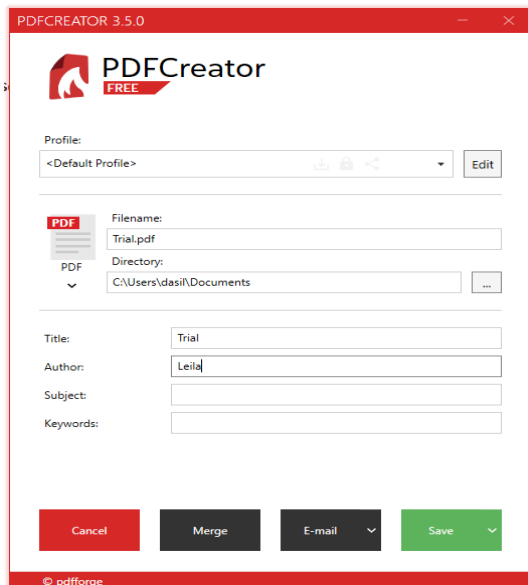 PDFCREATOR 3.5.0
PDFCreator
FREE
Profile:
<Default Profile>
Edit
PDF
PDF
Filename:
Trial.pdf
Directory:
C:\Users\dasil\Documents
...
Title:
Trial
Author:
Leila
Subject:
Keywords:
Cancel
Merge
E-mail
Save
© pdfforge